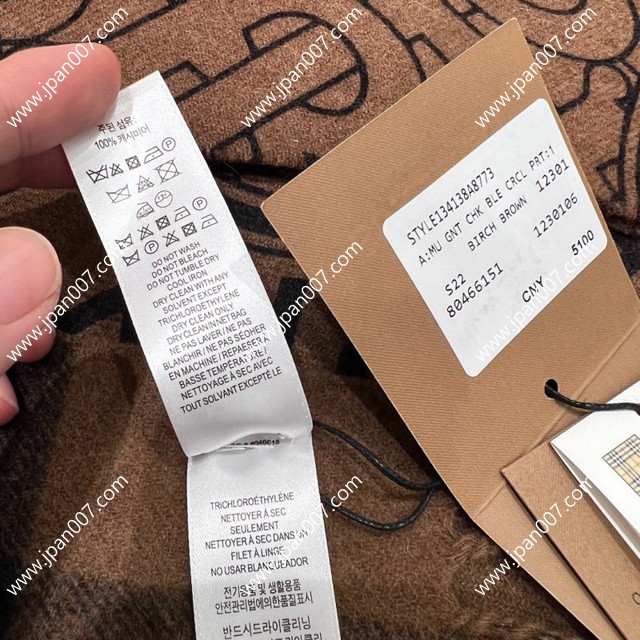 주된 섬유:
100% 캐시미어
DO NOT WASH
DO NOT BLEACH
DO NOT TUMBLE DRY
COOL IRON
DRY CLEAN WITH ANY
SOLVENT EXCEPT
TRICHLOROETHYLENE
DRY CLEAN ONLY
DRY CLEAN IN NET BAG
NE PAS LAVER / NE PAS
BLANCHIR / NE PAS SÉCHER
EN MACHINE / REPASSER À
BASSE TEMPÉRATURE /
NETTOYAGE À SEC AVEC
TOUT SOLVANT EXCEPTÉ LE
TRICHLOROÉTHYLÈNE
NETTOYER À SEC
SEULEMENT
NETTOYER À SEC DANS UN
FILET À LINGE
NO USAR BLANQUEADOR
전기용품 및 생활용품
안전관리법에의한품질표시
반드시드라이클리닝
STYLE134138A8773
A:MU GNT CHK BLE CRCL PRT:1
BIRCH BROWN 12301
S22 1230106
80466151
CNY 5100
www.jpan007.com